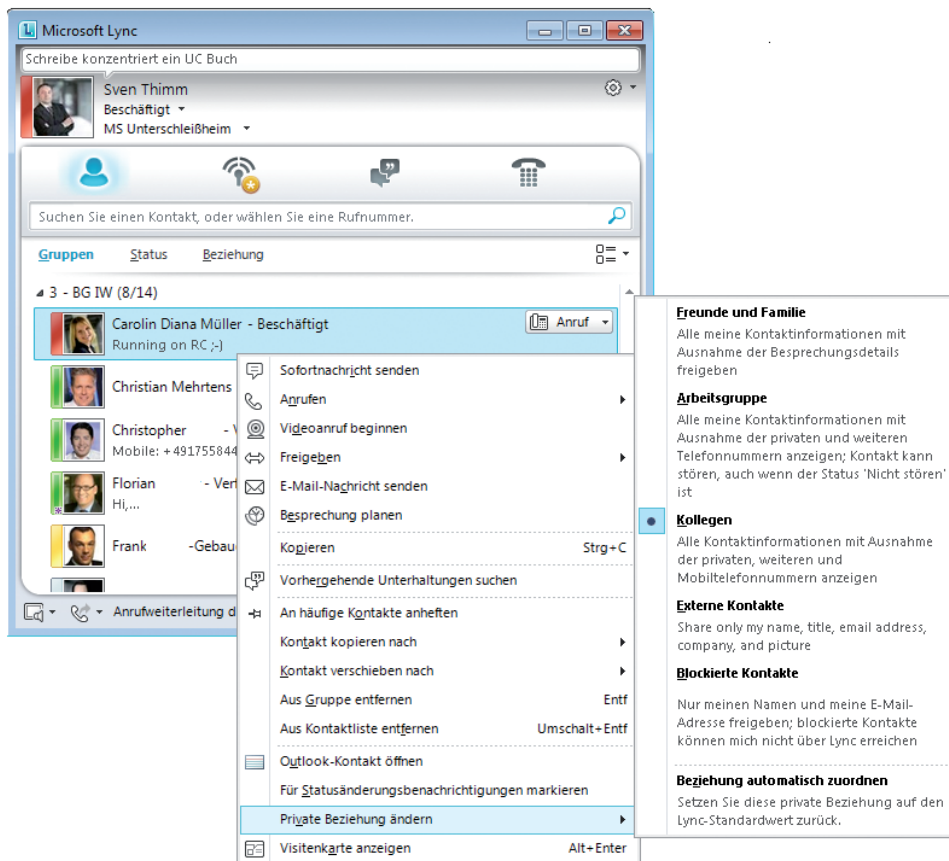 Microsoft Lync
Schreibe konzentriert ein UC Buch
Sven Thimm
Beschäftigt
MS Unterschleißheim
Suchen Sie einen Kontakt, oder wählen Sie eine Rufnummer.
Gruppen Status Beziehung
3 - BG IW (8/14)
Carolin Diana Müller - Beschäftigt
Running on RC ;-)
Anruf
Christian Mehrtens
Christopher - V
Mobile: +491755844
Florian - Vert
Hi,...
Frank -Gebau
Anrufweiterleitung d
Sofortnachricht senden
Anrufen
Videoanruf beginnen
Freigeben
E-Mail-Nachricht senden
Besprechung planen
Kopieren Strg+C
Vorhergehende Unterhaltungen suchen
An häufige Kontakte anheften
Kontakt kopieren nach
Kontakt verschieben nach
Aus Gruppe entfernen Entf
Aus Kontaktliste entfernen Umschalt+Entf
Outlook-Kontakt öffnen
Für Statusänderungsbenachrichtigungen markieren
Private Beziehung ändern
Visitenkarte anzeigen Alt+Enter
Freunde und Familie
Alle meine Kontaktinformationen mit
Ausnahme der Besprechungsdetails
freigeben
Arbeitsgruppe
Alle meine Kontaktinformationen mit
Ausnahme der privaten und weiteren
Telefonnummern anzeigen; Kontakt kann
stören, auch wenn der Status 'Nicht stören'
ist
Kollegen
Alle Kontaktinformationen mit Ausnahme
der privaten, weiteren und
Mobiltelefonnummern anzeigen
Externe Kontakte
Share only my name, title, email address,
company, and picture
Blockierte Kontakte
Nur meinen Namen und meine E-Mail-
Adresse freigeben; blockierte Kontakte
können mich nicht über Lync erreichen
Beziehung automatisch zuordnen
Setzen Sie diese private Beziehung auf den
Lync-Standardwert zurück.